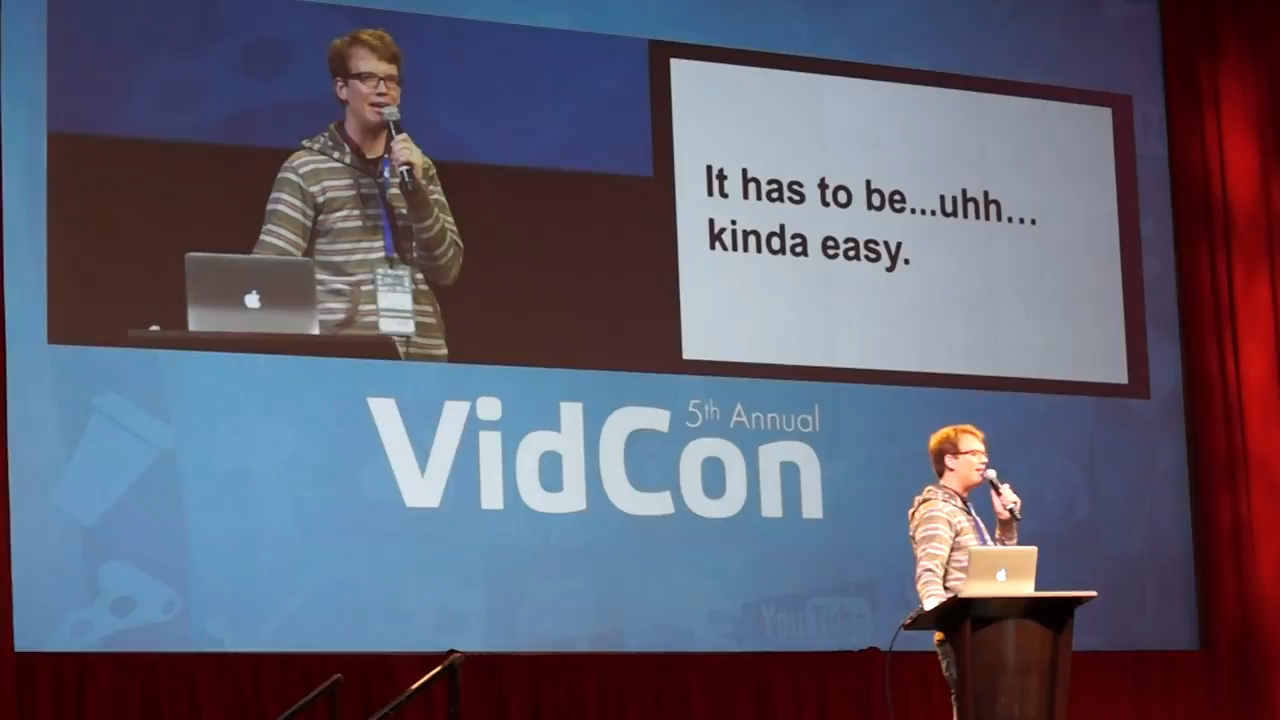 It has to be...uhh...
kinda easy.
5th Annual
VidCon
YouTube